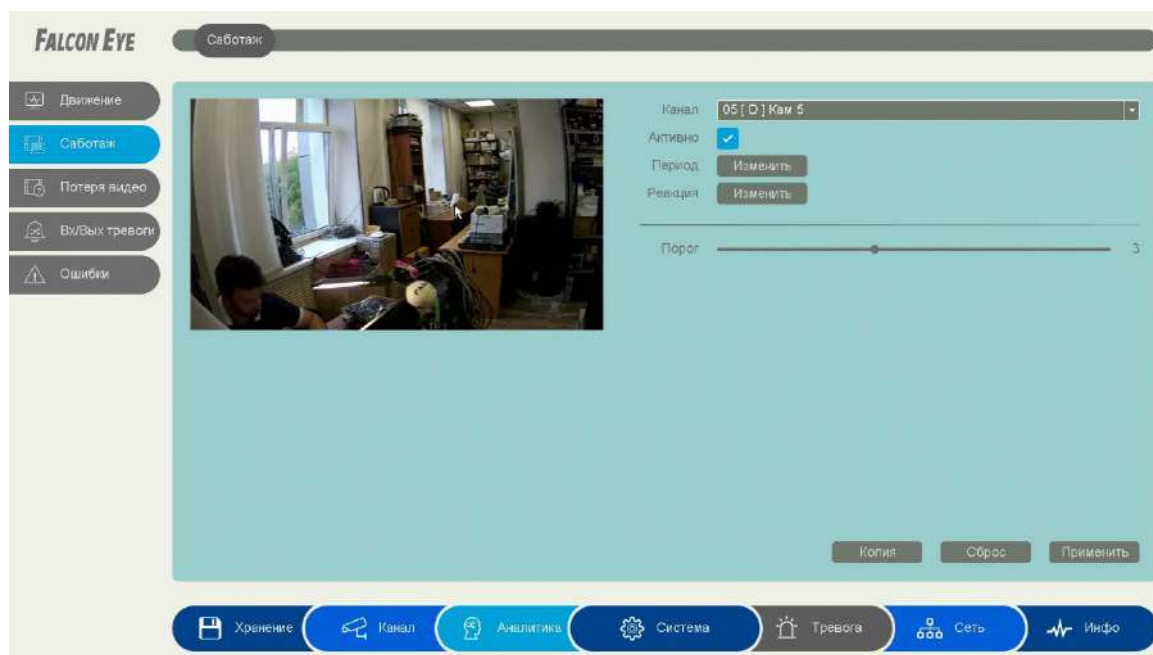 FALCON EYE
Саботаж
Движение
Саботаж
Потеря видео
Вх/Вых тревоги
Ошибки
Канал 05 [ D ] Кам 5
Активно
Период Изменить
Реакция Изменить
Порог 3
Копия Сброс Применить
Хранение Канал Аналитика Система Тревога Сеть Инфо